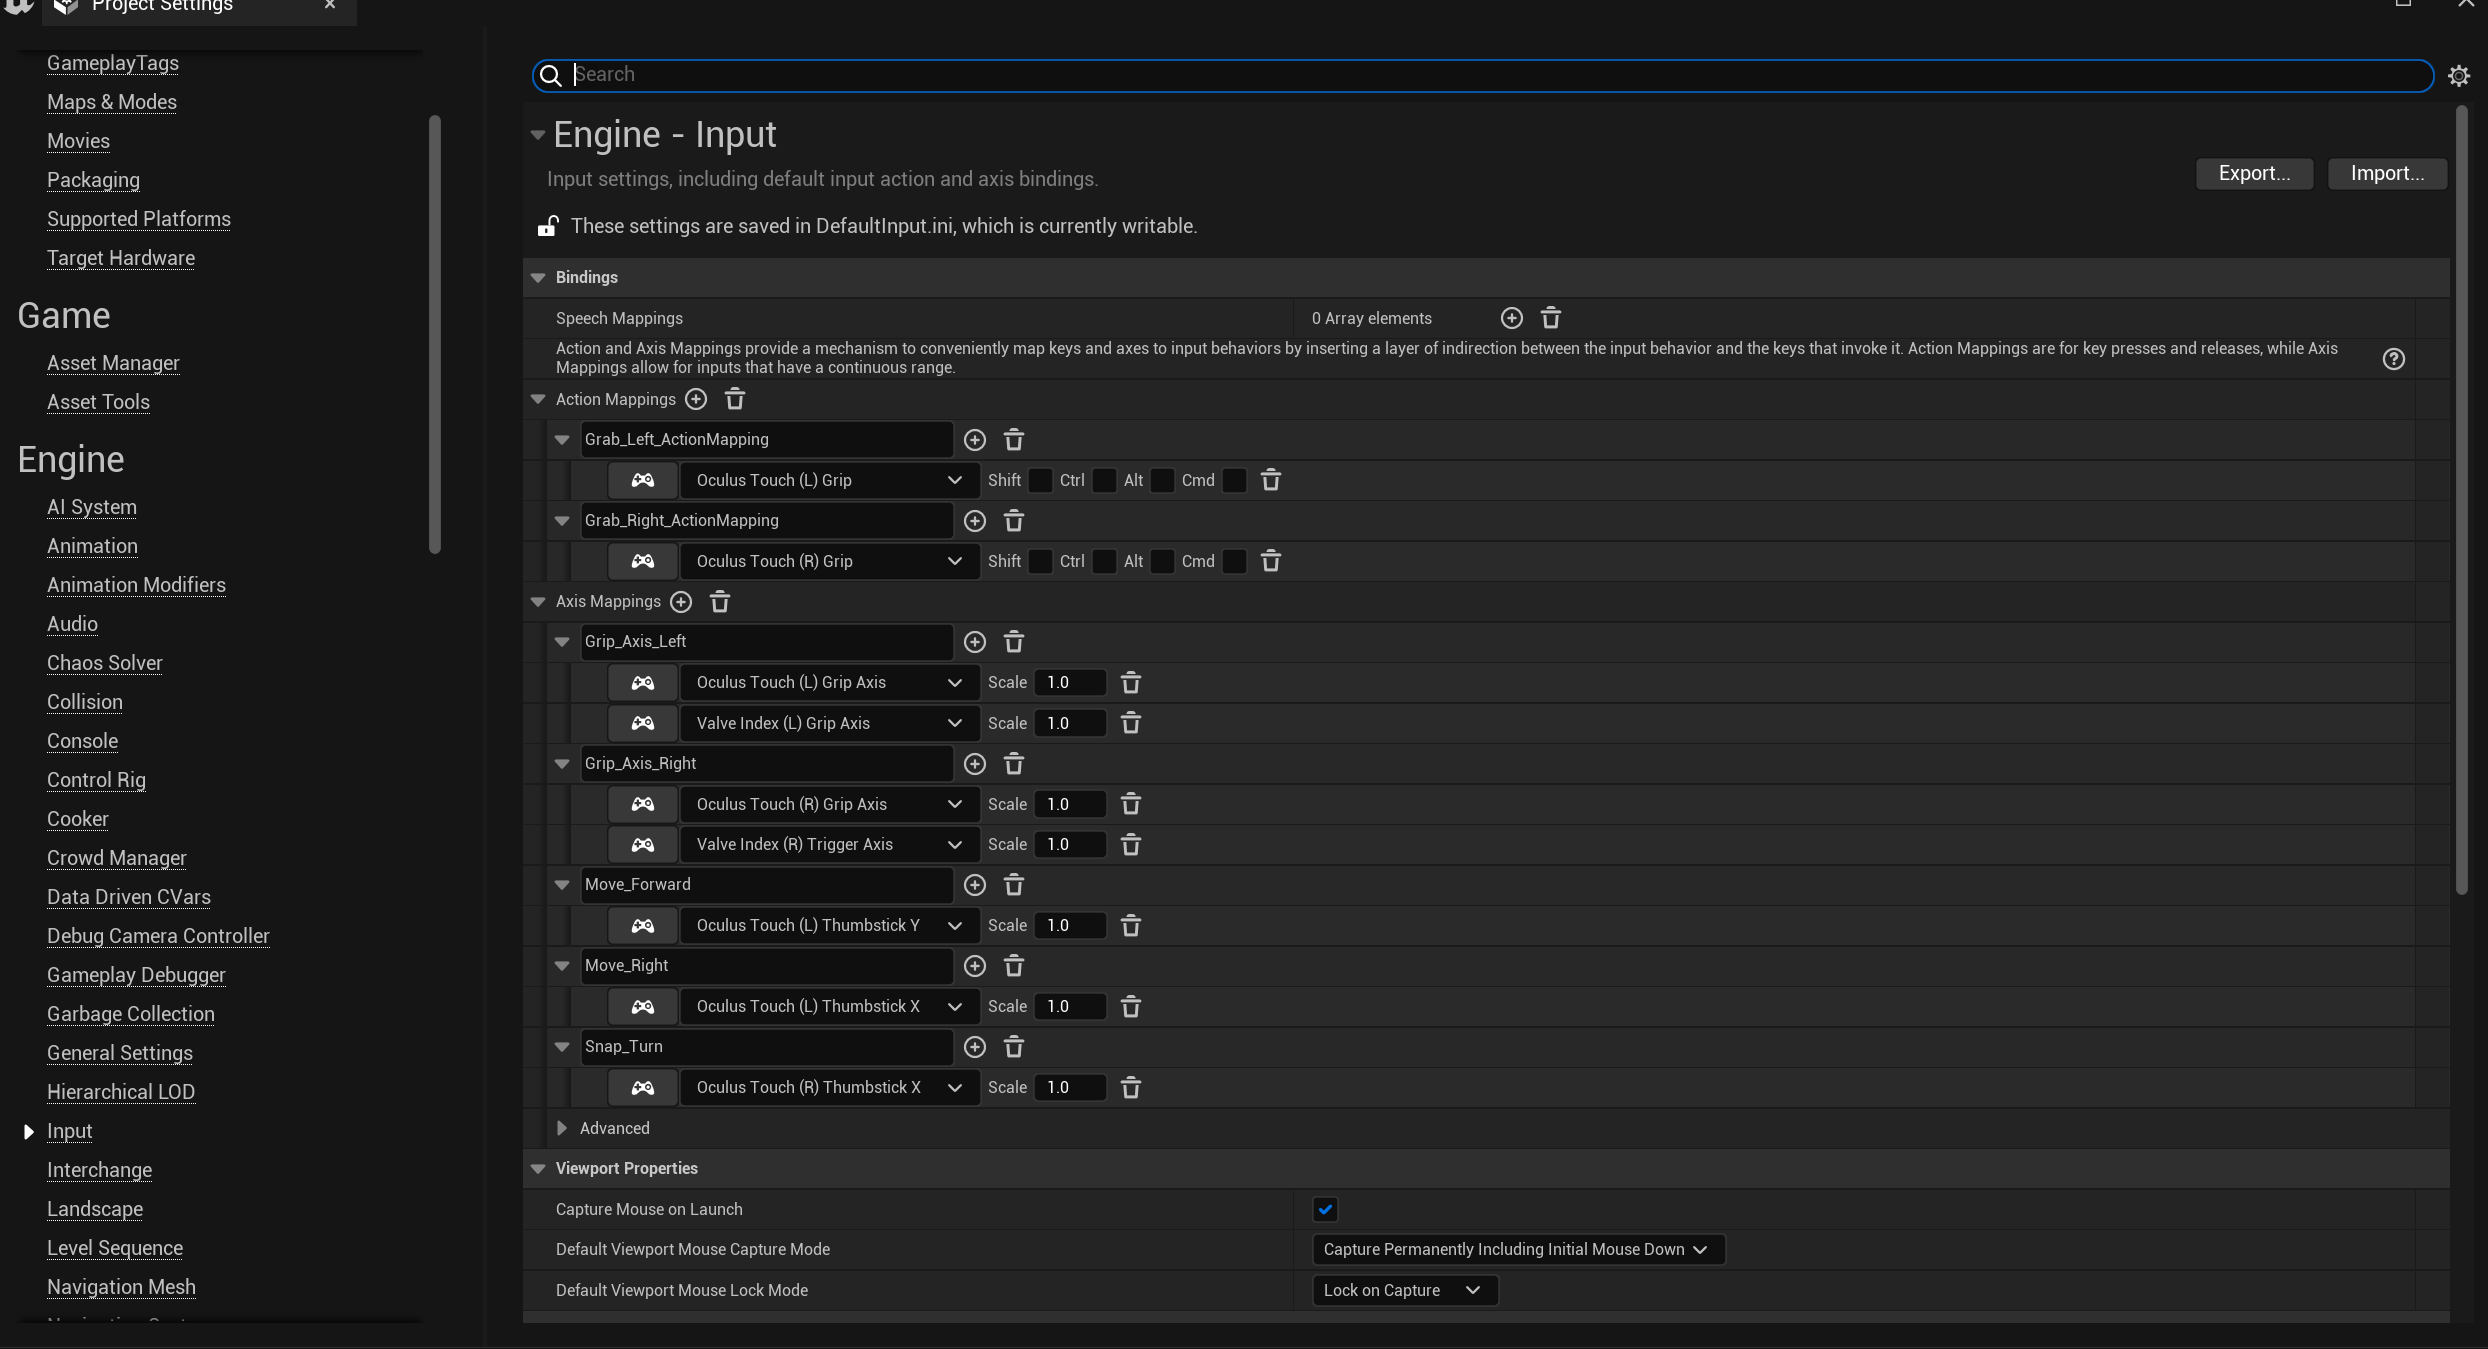 Project Settings
GameplayTags
Maps & Modes
Movies
Packaging
Supported Platforms
Target Hardware
Game
Asset Manager
Asset Tools
Engine
AI System
Animation
Animation Modifiers
Audio
Chaos Solver
Collision
Console
Control Rig
Cooker
Crowd Manager
Data Driven CVars
Debug Camera Controller
Gameplay Debugger
Garbage Collection
General Settings
Hierarchical LOD
Input
Interchange
Landscape
Level Sequence
Navigation Mesh
Search
Engine - Input
Input settings, including default input action and axis bindings.
Export... Import...
These settings are saved in DefaultInput.ini, which is currently writable.
Bindings
Speech Mappings 0 Array elements
Action and Axis Mappings provide a mechanism to conveniently map keys and axes to input behaviors by inserting a layer of indirection between the input behavior and the keys that invoke it. Action Mappings are for key presses and releases, while Axis
Mappings allow for inputs that have a continuous range.
Action Mappings
Grab_Left_ActionMapping
Oculus Touch (L) Grip Shift Ctrl Alt Cmd
Grab_Right_ActionMapping
Oculus Touch (R) Grip Shift Ctrl Alt Cmd
Axis Mappings
Grip_Axis_Left
Oculus Touch (L) Grip Axis Scale 1.0
Valve Index (L) Grip Axis Scale 1.0
Grip_Axis_Right
Oculus Touch (R) Grip Axis Scale 1.0
Valve Index (R) Trigger Axis Scale 1.0
Move_Forward
Oculus Touch (L) Thumbstick Y Scale 1.0
Move_Right
Oculus Touch (L) Thumbstick X Scale 1.0
Snap_Turn
Oculus Touch (R) Thumbstick X Scale 1.0
Advanced
Viewport Properties
Capture Mouse on Launch
Default Viewport Mouse Capture Mode Capture Permanently Including Initial Mouse Down
Default Viewport Mouse Lock Mode Lock on Capture